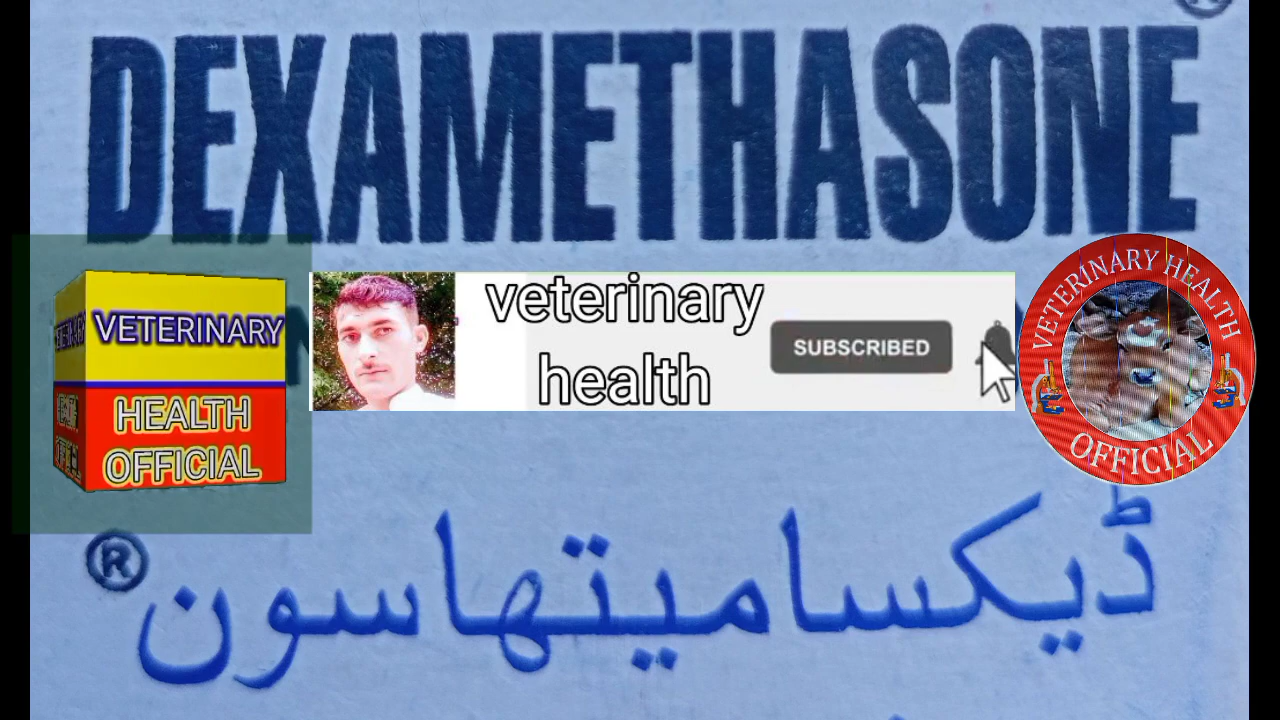 ®
DEXAMETHASONE
VETERINARY
HEALTH
OFFICIAL
veterinary
health
SUBSCRIBED
VETERINARY HEALTH
OFFICIAL
ڈیکسامیتھاسون
®